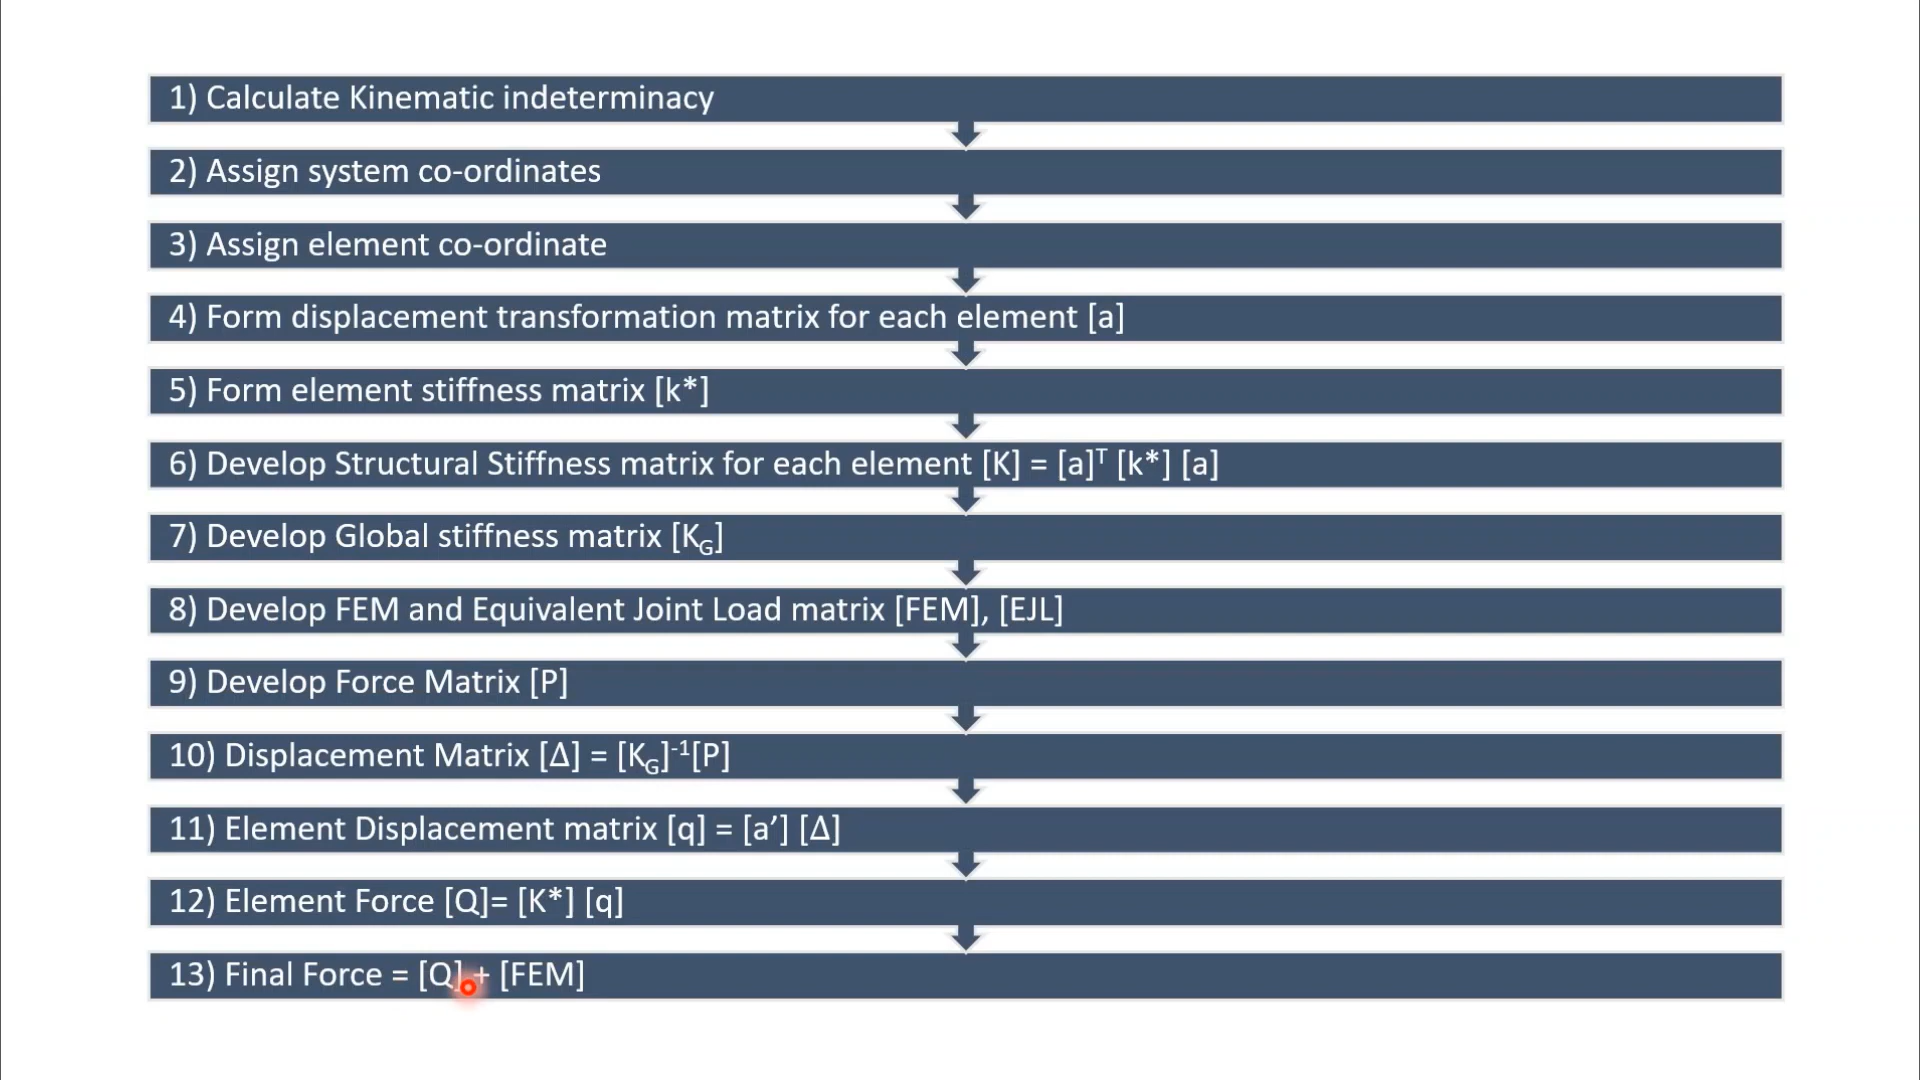 1) Calculate Kinematic indeterminacy
2) Assign system co-ordinates
3) Assign element co-ordinate
4) Form displacement transformation matrix for each element [a]
5) Form element stiffness matrix [k*]
6) Develop Structural Stiffness matrix for each element [K] = [a]ᵀ [k*] [a]
7) Develop Global stiffness matrix [K_G]
8) Develop FEM and Equivalent Joint Load matrix [FEM], [EJL]
9) Develop Force Matrix [P]
10) Displacement Matrix [Δ] = [K_G]⁻¹[P]
11) Element Displacement matrix [q] = [a’] [Δ]
12) Element Force [Q]= [K*] [q]
13) Final Force = [Q] + [FEM]